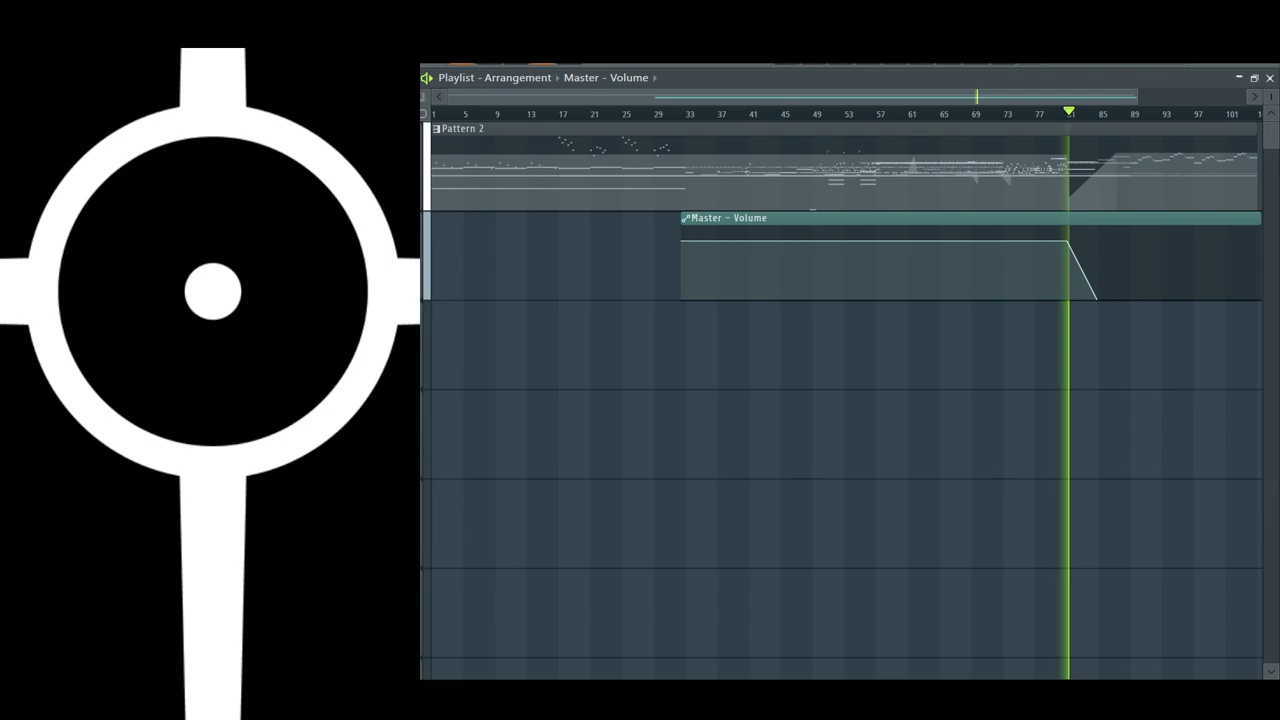 Playlist - Arrangement › Master - Volume ›
1 5 9 13 17 21 25 29 33 37 41 45 49 53 57 61 65 69 73 77 81 85 89 93 97 101
Pattern 2
Master - Volume